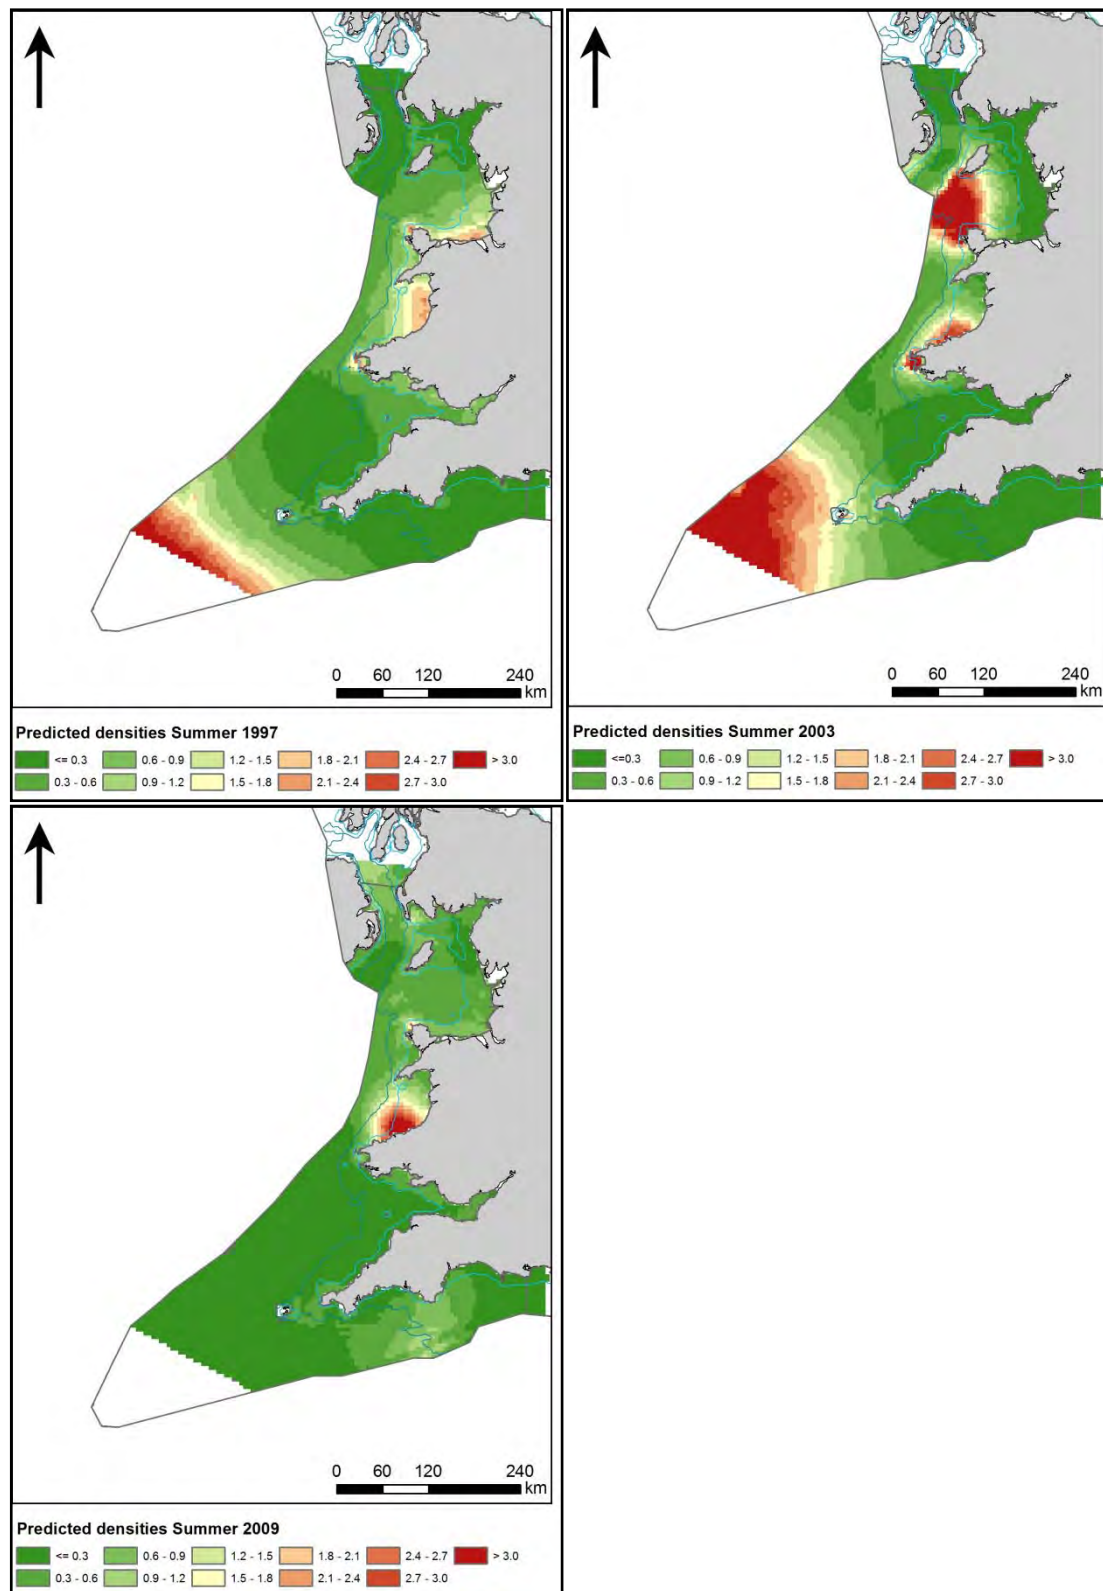 0 60 120 240
km
Predicted densities Summer 1997
<= 0.3 0.6 - 0.9 1.2 - 1.5 1.8 - 2.1 2.4 - 2.7 > 3.0
0.3 - 0.6 0.9 - 1.2 1.5 - 1.8 2.1 - 2.4 2.7 - 3.0
0 60 120 240
km
Predicted densities Summer 2003
<=0.3 0.6 - 0.9 1.2 - 1.5 1.8 - 2.1 2.4 - 2.7 > 3.0
0.3 - 0.6 0.9 - 1.2 1.5 - 1.8 2.1 - 2.4 2.7 - 3.0
0 60 120 240
km
Predicted densities Summer 2009
<= 0.3 0.6 - 0.9 1.2 - 1.5 1.8 - 2.1 2.4 - 2.7 > 3.0
0.3 - 0.6 0.9 - 1.2 1.5 - 1.8 2.1 - 2.4 2.7 - 3.0